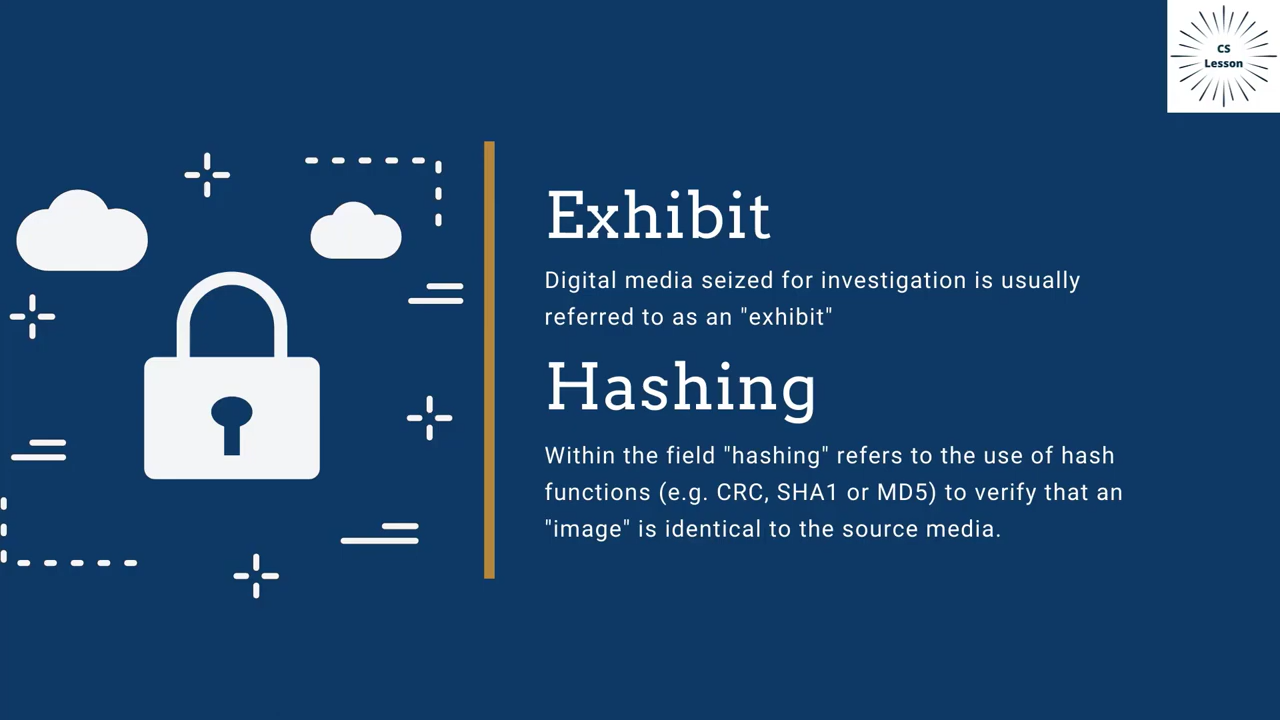 CS
Lesson
Exhibit
Digital media seized for investigation is usually
referred to as an "exhibit"
Hashing
Within the field "hashing" refers to the use of hash
functions (e.g. CRC, SHA1 or MD5) to verify that an
"image" is identical to the source media.